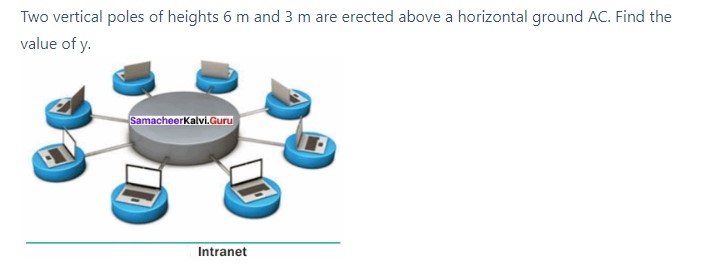 Two vertical poles of heights 6 m and 3 m are erected above a horizontal ground AC. Find the
value of y.
SamacheerKalvi.Guru
Intranet